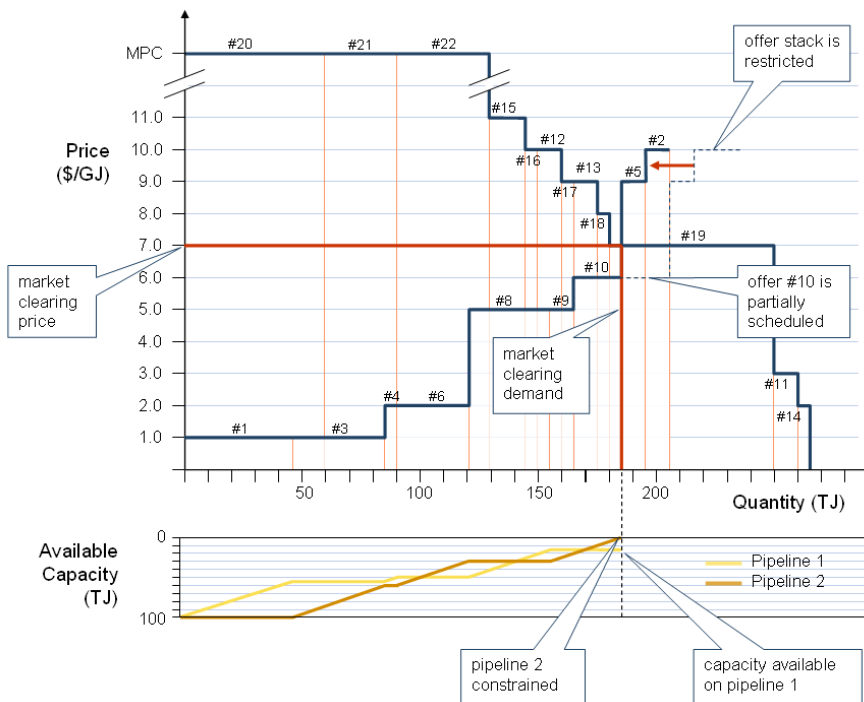 #20 #21 #22
MPC
offer stack is
restricted
11.0
#15
Price
($/GJ)
10.0
#12
#2
#16
9.0
#13
#5
#17
8.0
#18
7.0
#19
market
clearing
price
6.0
#10
offer #10 is
partially
scheduled
5.0
#8 #9
4.0
market
clearing
demand
3.0
#11
2.0
#4 #6
#14
1.0
#1 #3
50 100 150 200
Quantity (TJ)
Available
Capacity
(TJ)
0
100
Pipeline 1
Pipeline 2
pipeline 2
constrained
capacity available
on pipeline 1